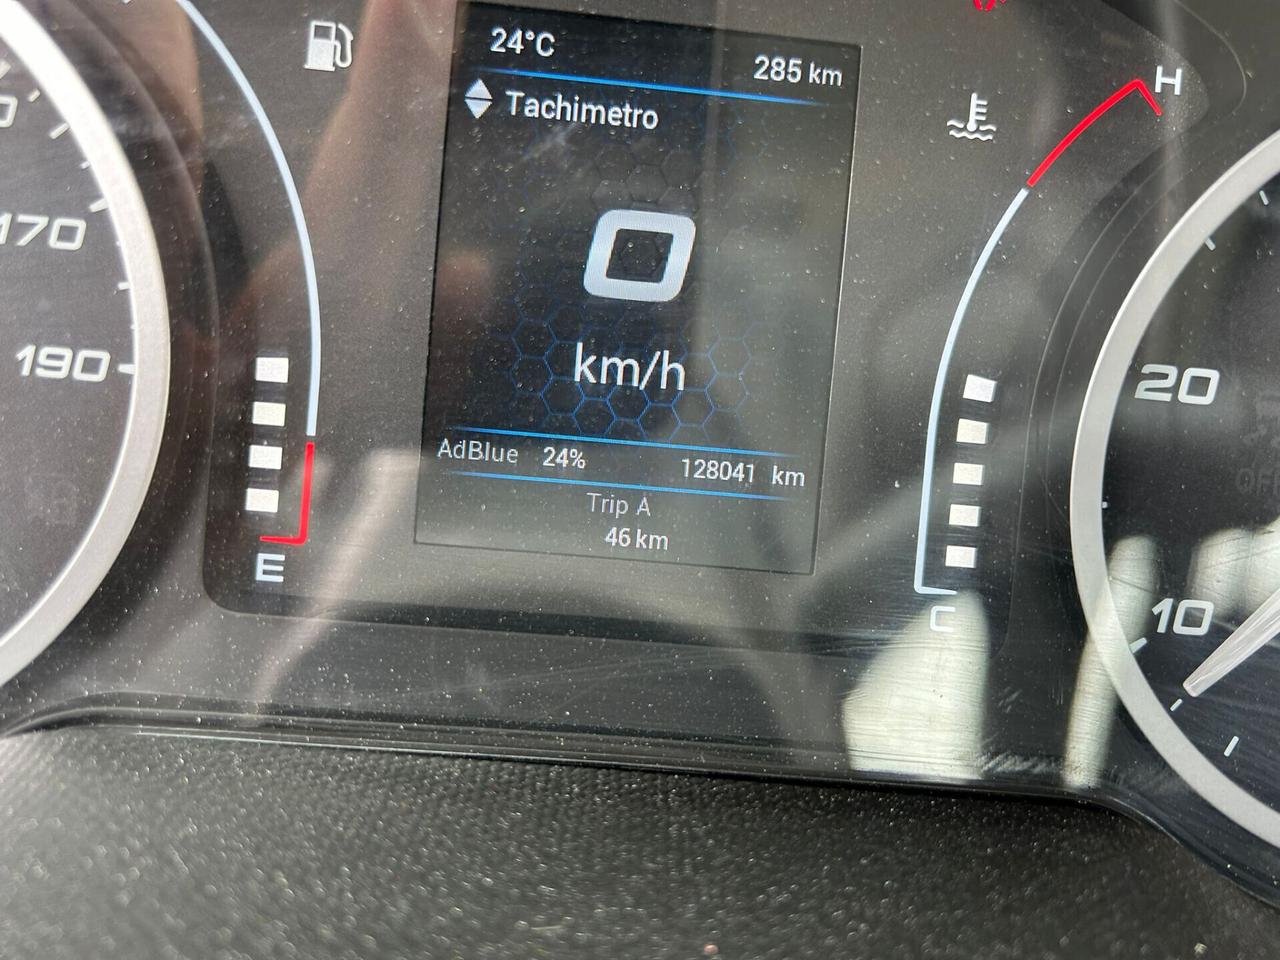 24°C
285 km
Tachimetro
0
km/h
AdBlue 24%
128041 km
Trip A
46 km
H
C
E
170
190
20
10